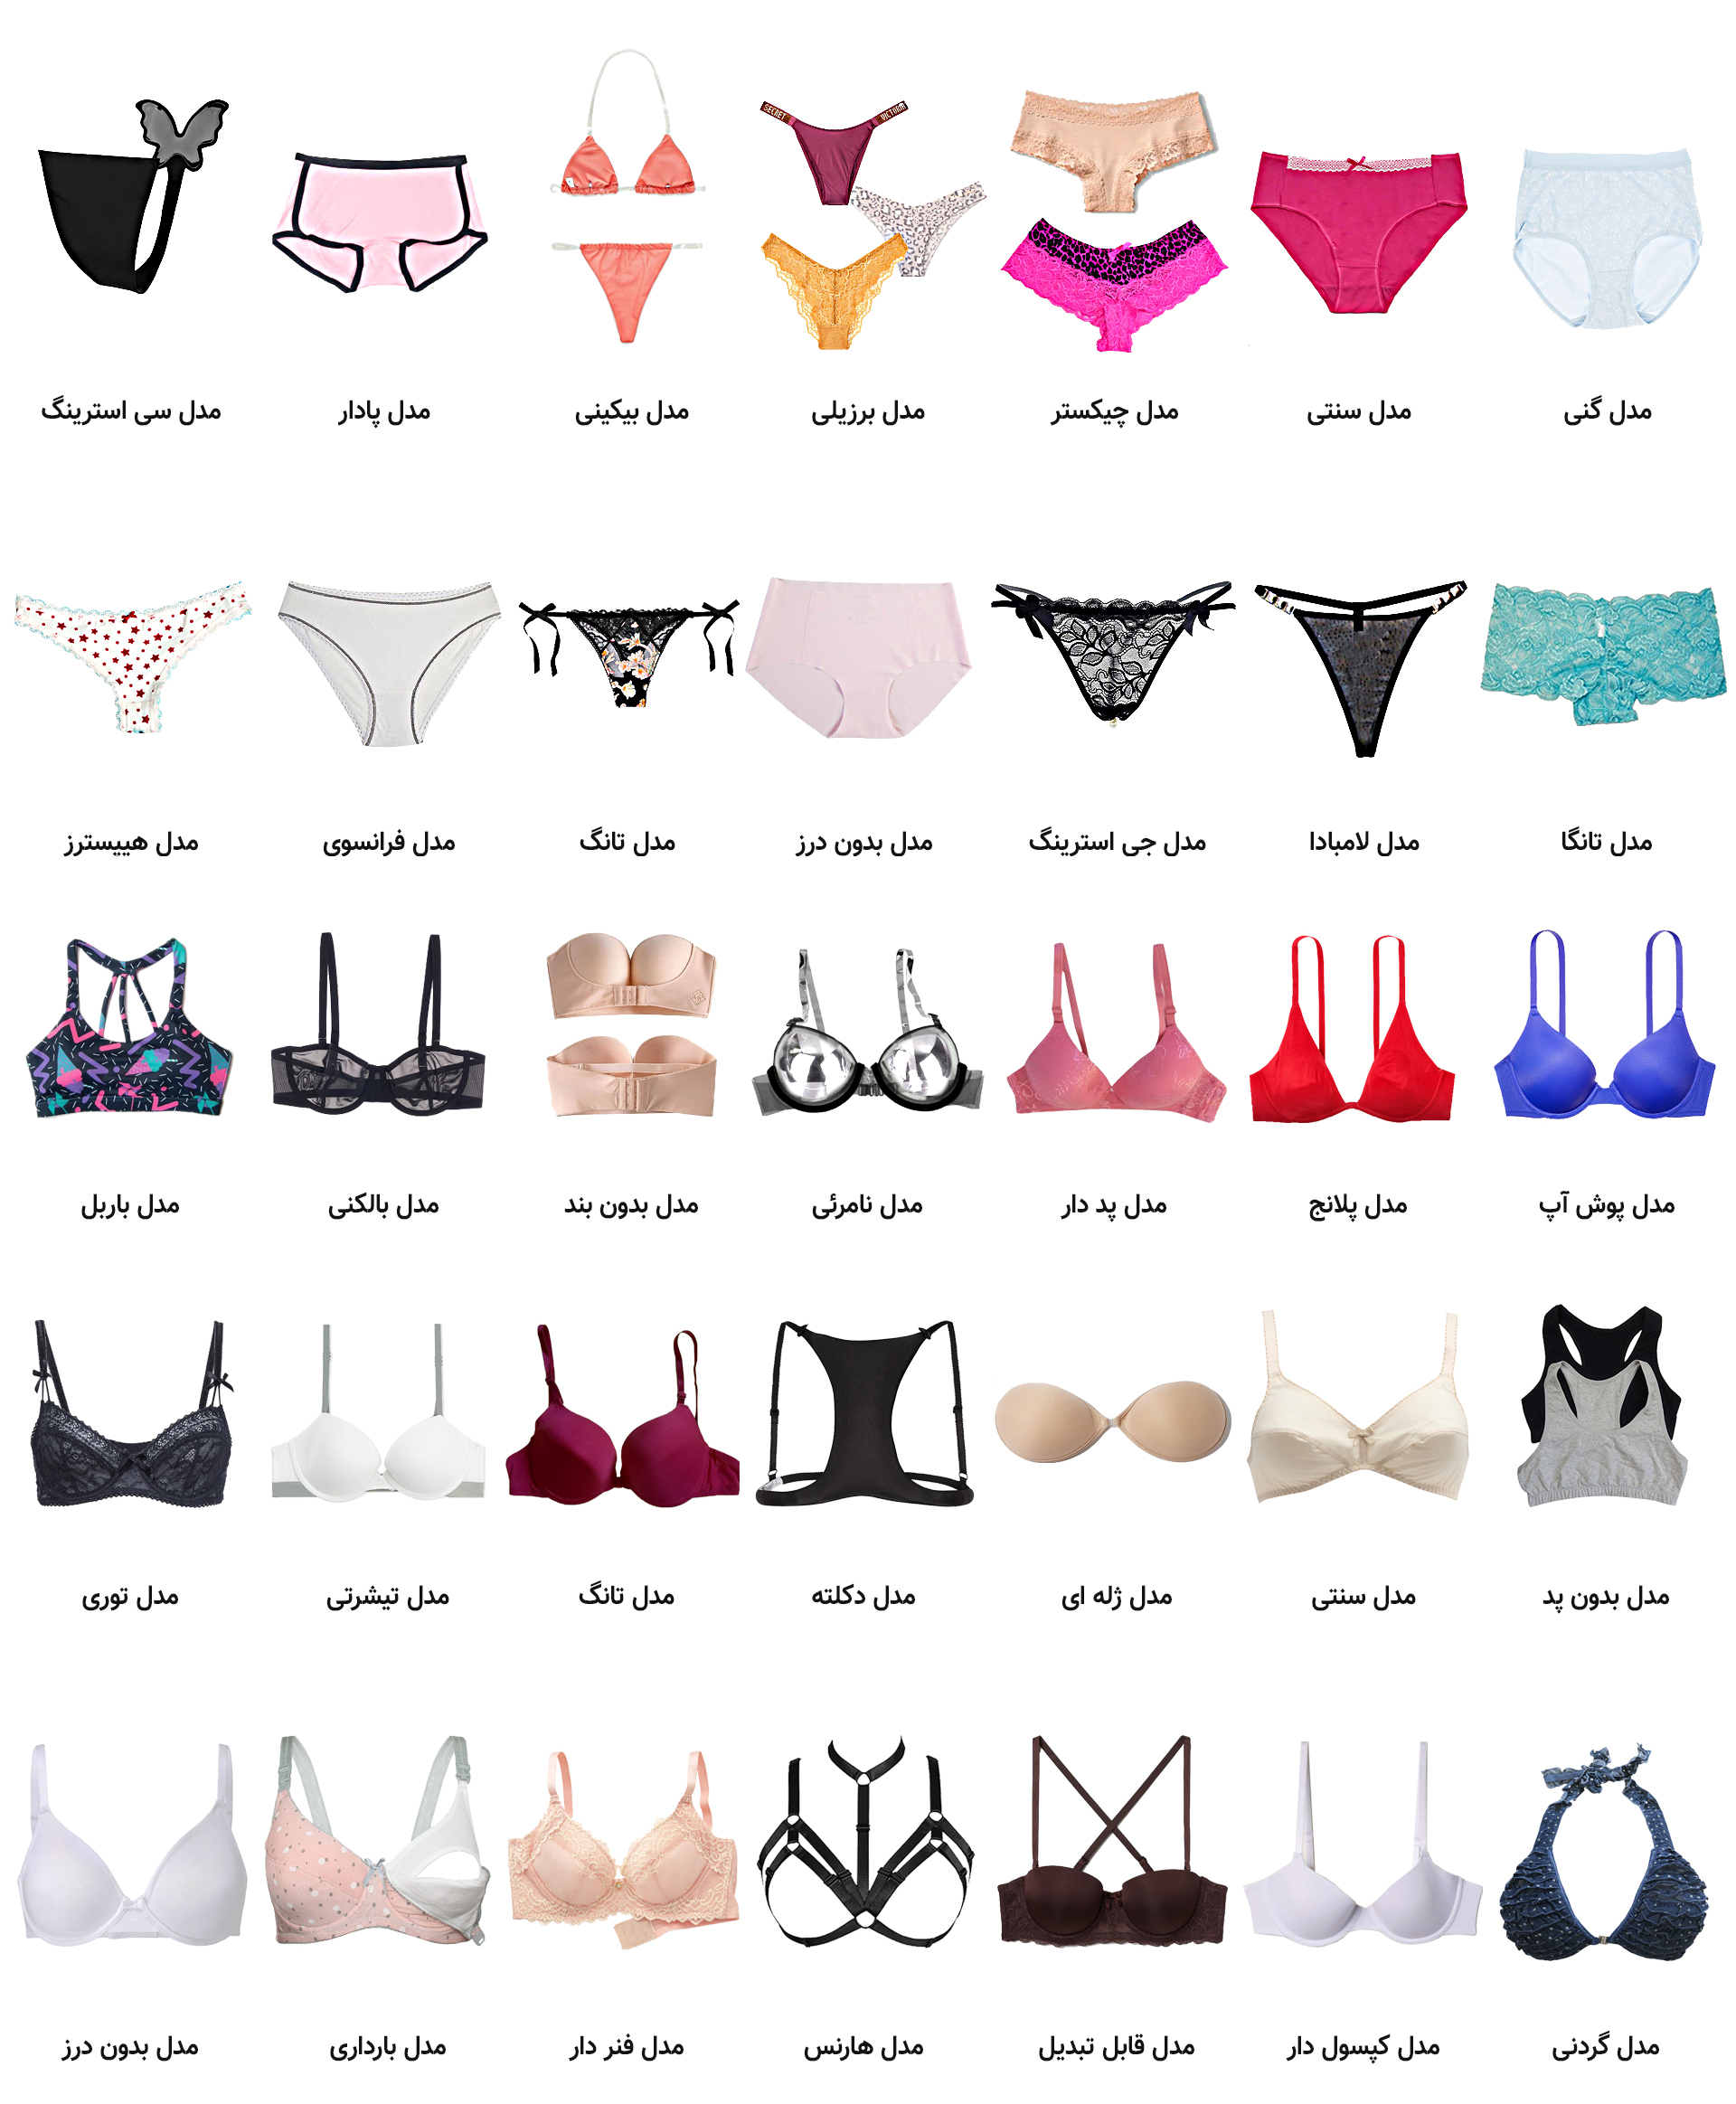 SECRET
VICTORIA
مدل گنی
مدل سنتی
مدل چیکستر
مدل برزیلی
مدل بیکینی
مدل پادار
مدل سی استرینگ
مدل تانگا
مدل لامبادا
مدل جی استرینگ
مدل بدون درز
مدل تانگ
مدل فرانسوی
مدل هیپسترز
مدل پوش آپ
مدل پلانج
مدل پد دار
مدل نامرئی
مدل بدون بند
مدل بالکنی
مدل باربل
مدل بدون پد
مدل سنتی
مدل ژله ای
مدل دکلته
مدل تانگ
مدل تیشرتی
مدل توری
مدل گردنی
مدل کپسول دار
مدل قابل تبدیل
مدل هارنس
مدل فنر دار
مدل بارداری
مدل بدون درز